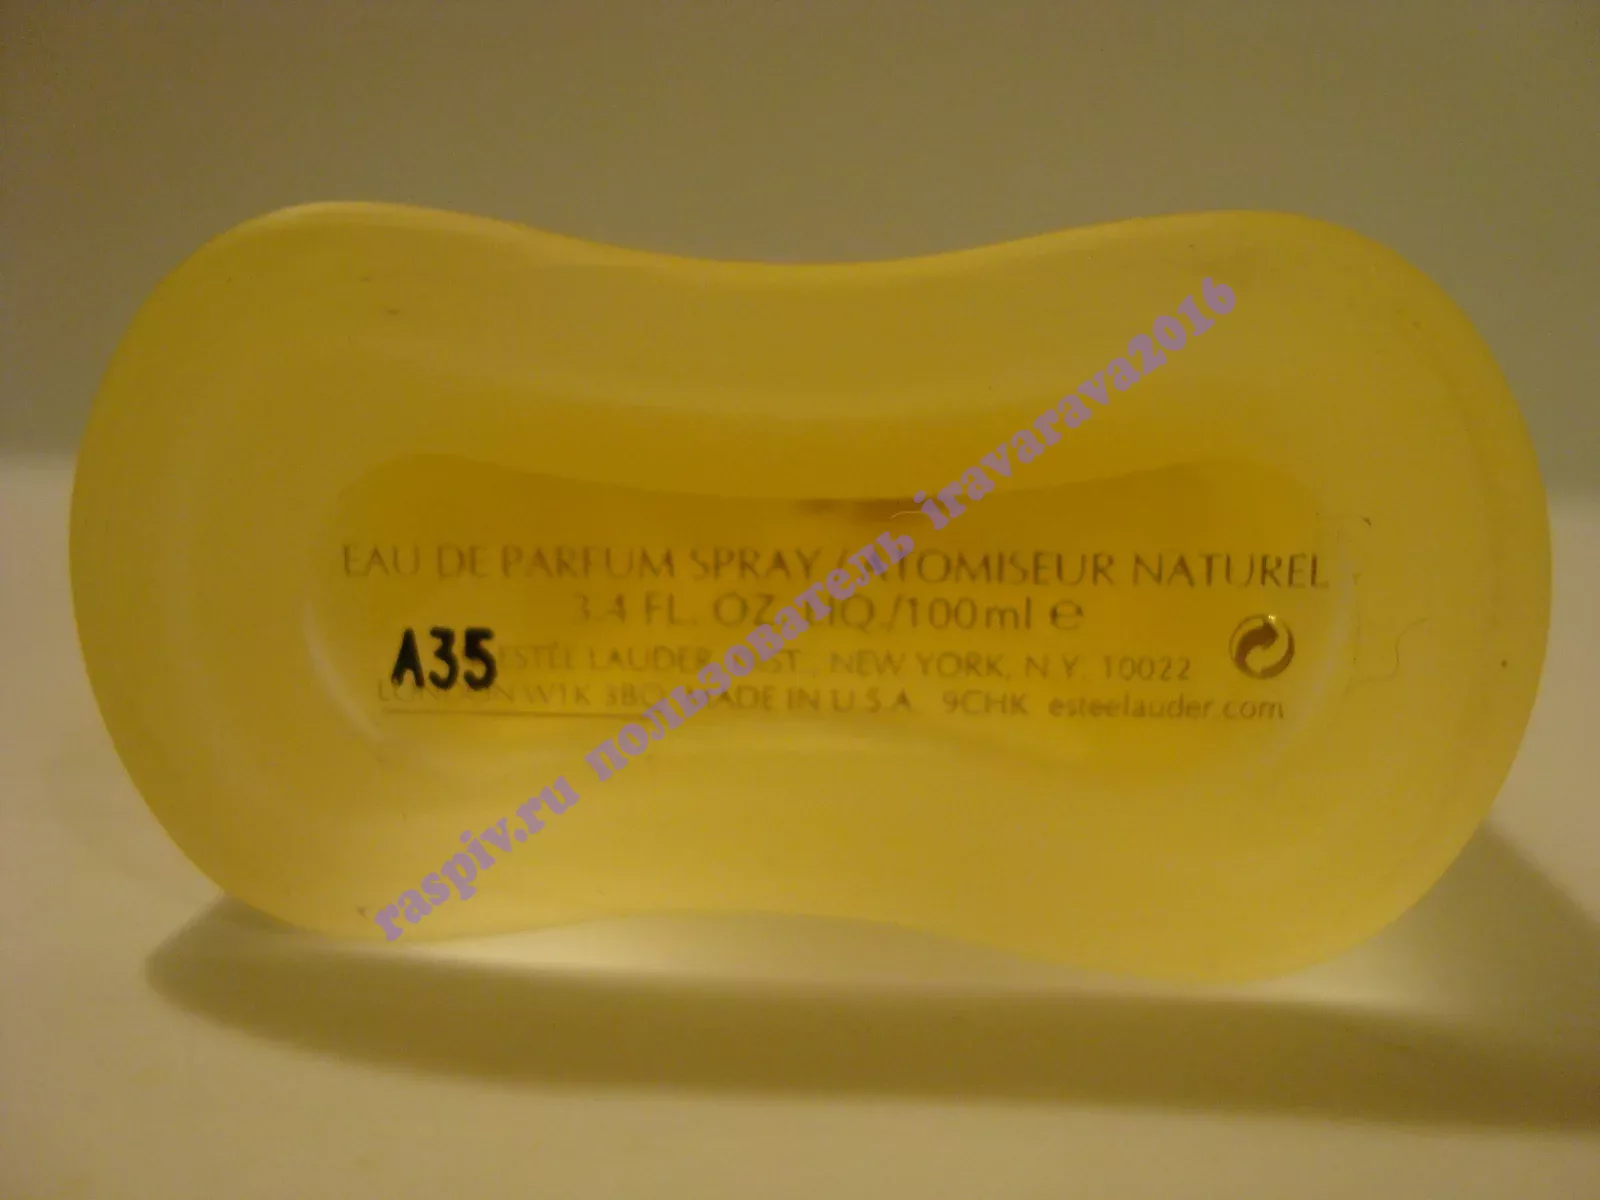 EAU DE PARFUM SPRAY / ATOMISEUR NATUREL
3.4 FL. OZ. LIQ./100ml e
A35
ESTEE LAUDER DIST., NEW YORK, N.Y. 10022
LONDON W1K 3BQ MADE IN U.S.A. 9CHK esteelauder.com
raspiv.ru пользователь iravarava2016